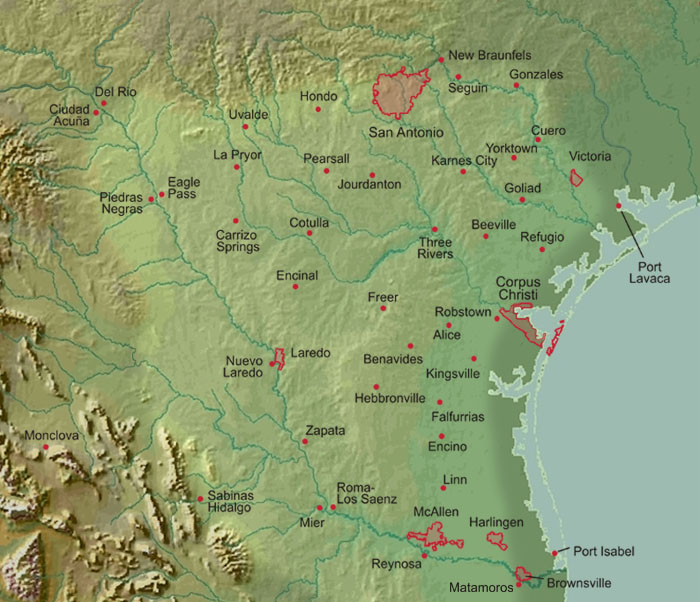 New Braunfels
Del Rio
Hondo
Seguin
Gonzales
Ciudad
Acuña
Uvalde
San Antonio
Cuero
La Pryor
Pearsall
Yorktown
Karnes City
Victoria
Eagle
Pass
Jourdanton
Piedras
Negras
Goliad
Carrizo
Springs
Cotulla
Beeville
Three
Rivers
Refugio
Port
Lavaca
Encinal
Corpus
Christi
Freer
Robstown
Alice
Laredo
Nuevo
Laredo
Benavides
Kingsville
Hebbronville
Falfurrias
Zapata
Monclova
Encino
Linn
Sabinas
Hidalgo
Roma-
Los Saenz
Mier
McAllen
Harlingen
Reynosa
Port Isabel
Matamoros
Brownsville